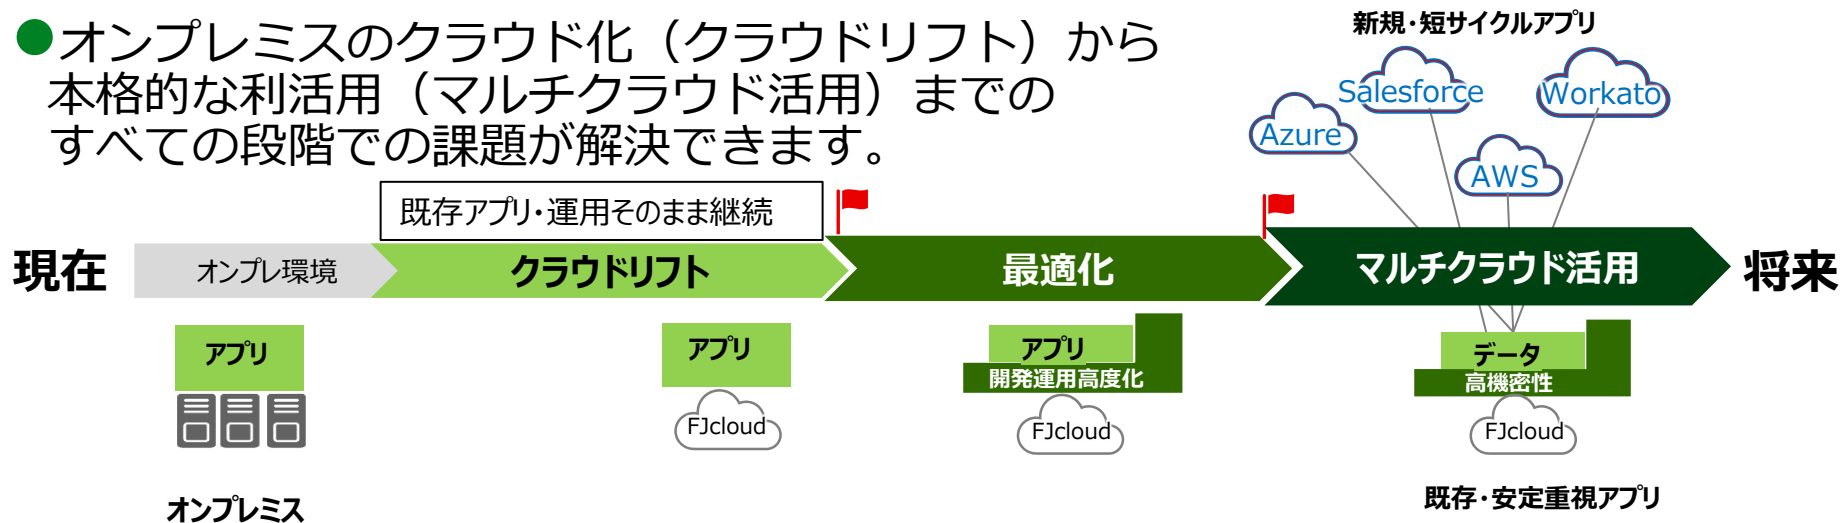 ●オンプレミスのクラウド化（クラウドリフト）から
本格的な利活用（マルチクラウド活用）までの
すべての段階での課題が解決できます。
新規・短サイクルアプリ
Salesforce
Workato
Azure
AWS
既存アプリ・運用そのまま継続
現在
オンプレ環境
クラウドリフト
最適化
マルチクラウド活用
将来
アプリ
アプリ
FJcloud
アプリ
開発運用高度化
FJcloud
データ
高機密性
FJcloud
オンプレミス
既存・安定重視アプリ